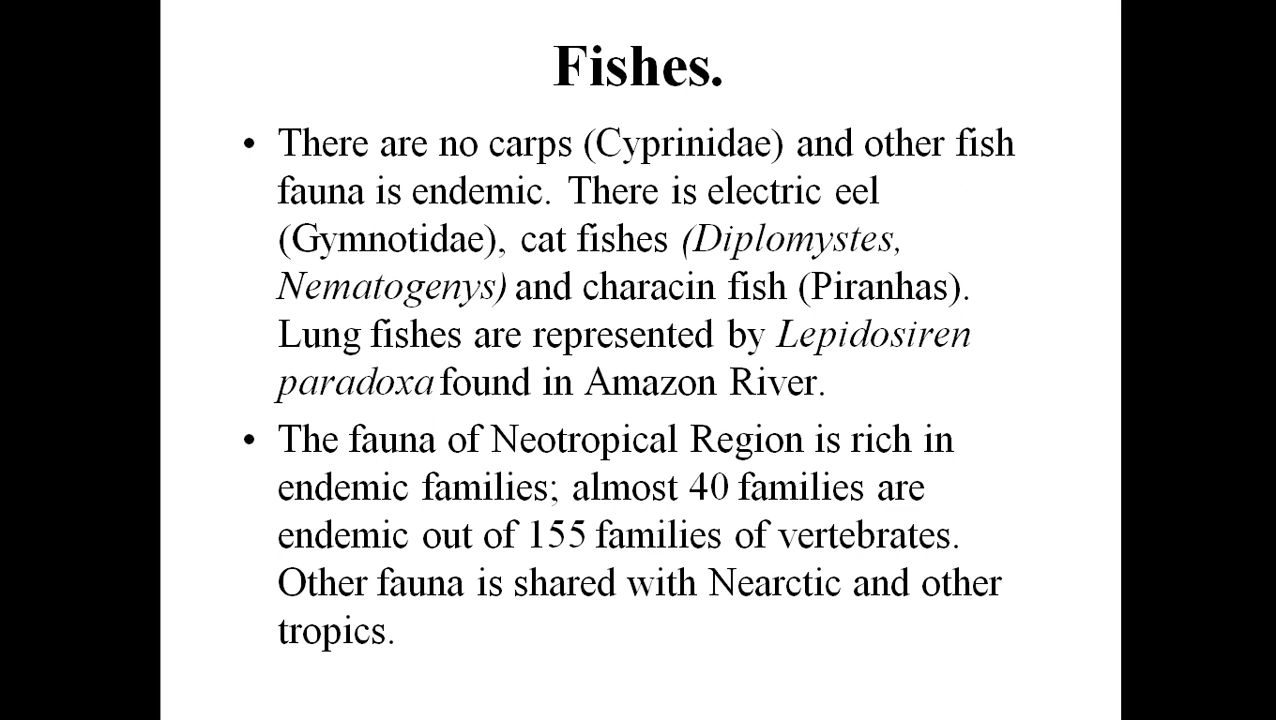 Fishes.
• There are no carps (Cyprinidae) and other fish
fauna is endemic. There is electric eel
(Gymnotidae), cat fishes (Diplomystes,
Nematogenys) and characin fish (Piranhas).
Lung fishes are represented by Lepidosiren
paradoxa found in Amazon River.
• The fauna of Neotropical Region is rich in
endemic families; almost 40 families are
endemic out of 155 families of vertebrates.
Other fauna is shared with Nearctic and other
tropics.